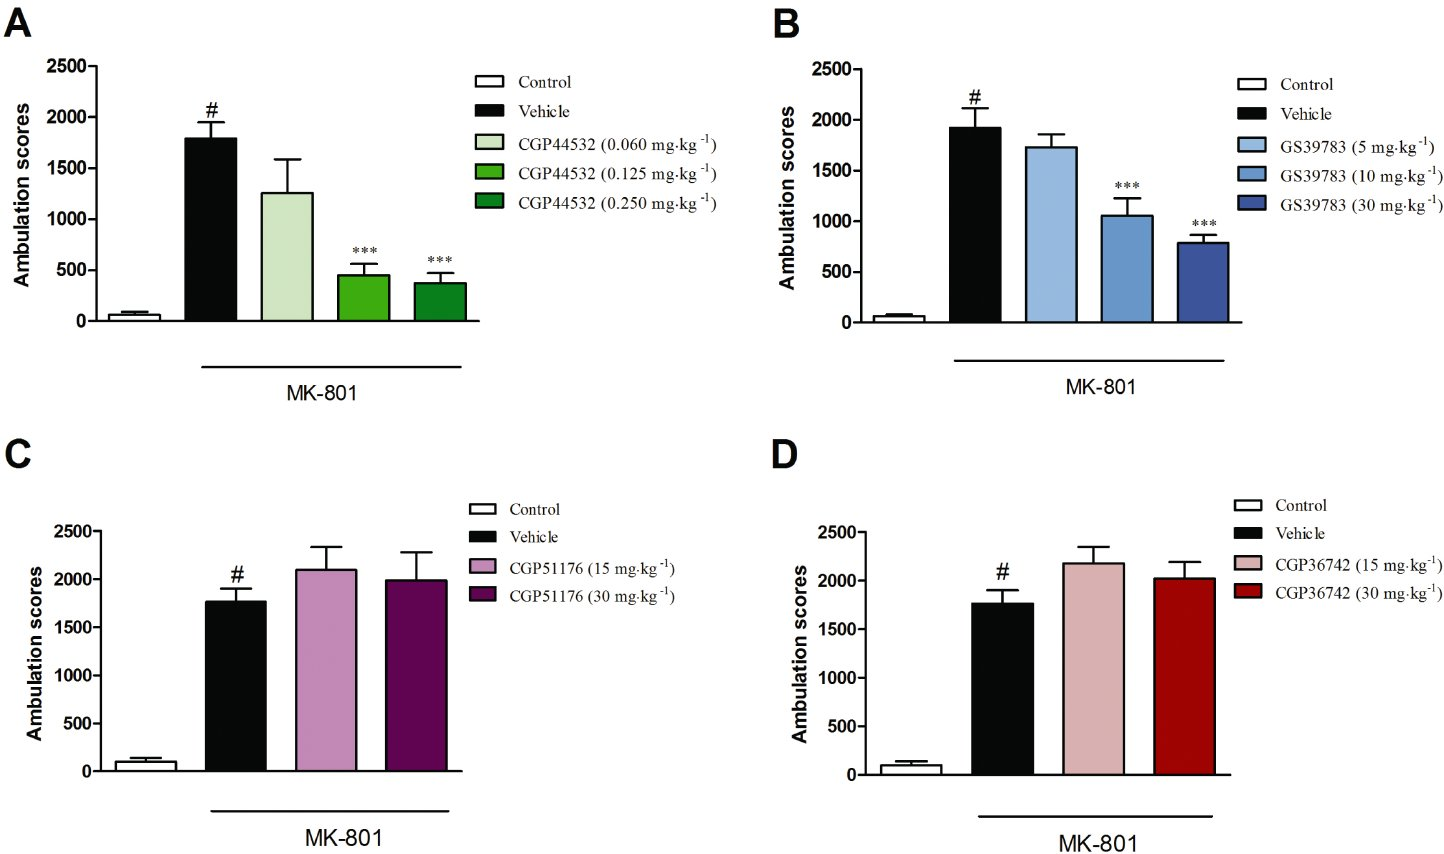 A
Ambulation scores
2500
2000
1500
1000
500
0
#
***
***
MK-801
Control
Vehicle
CGP44532 (0.060 mg·kg⁻¹)
CGP44532 (0.125 mg·kg⁻¹)
CGP44532 (0.250 mg·kg⁻¹)
B
Ambulation scores
2500
2000
1500
1000
500
0
#
***
***
MK-801
Control
Vehicle
GS39783 (5 mg·kg⁻¹)
GS39783 (10 mg·kg⁻¹)
GS39783 (30 mg·kg⁻¹)
C
Ambulation scores
2500
2000
1500
1000
500
0
#
MK-801
Control
Vehicle
CGP51176 (15 mg·kg⁻¹)
CGP51176 (30 mg·kg⁻¹)
D
Ambulation scores
2500
2000
1500
1000
500
0
#
MK-801
Control
Vehicle
CGP36742 (15 mg·kg⁻¹)
CGP36742 (30 mg·kg⁻¹)